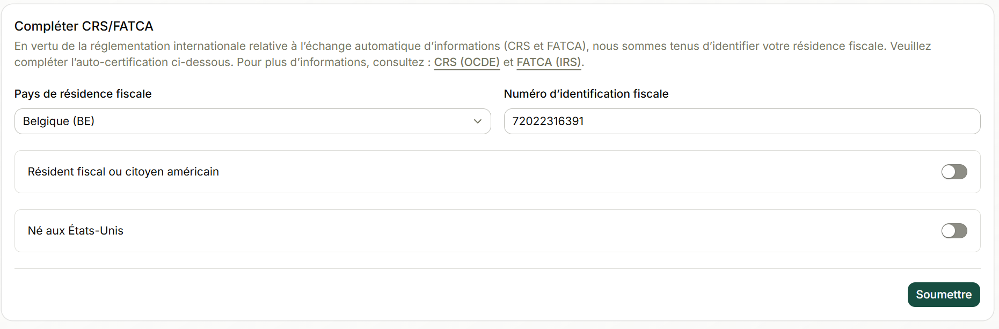 Compléter CRS/FATCA
En vertu de la réglementation internationale relative à l’échange automatique d’informations (CRS et FATCA), nous sommes tenus d’identifier votre résidence fiscale. Veuillez
compléter l’auto-certification ci-dessous. Pour plus d’informations, consultez : CRS (OCDE) et FATCA (IRS).
Pays de résidence fiscale
Belgique (BE)
Numéro d’identification fiscale
72022316391
Résident fiscal ou citoyen américain
Né aux États-Unis
Soumettre